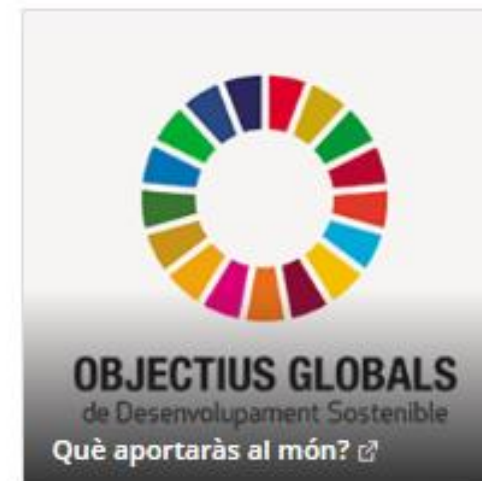 OBJECTIUS GLOBALS
de Desenvolupament Sostenible
Què aportaràs al món?